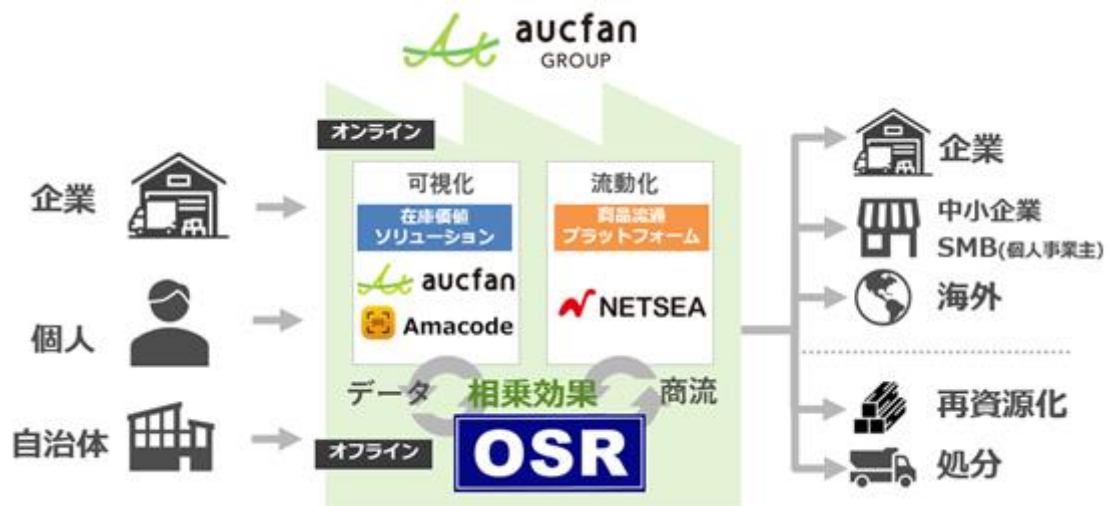 aucfan
GROUP
オンライン
企業
個人
自治体
可視化
在庫価値
ソリューション
aucfan
Amacode
流動化
商品流通
プラットフォーム
NETSEA
データ
相乗効果
商流
オフライン
OSR
企業
中小企業
SMB(個人事業主)
海外
再資源化
処分